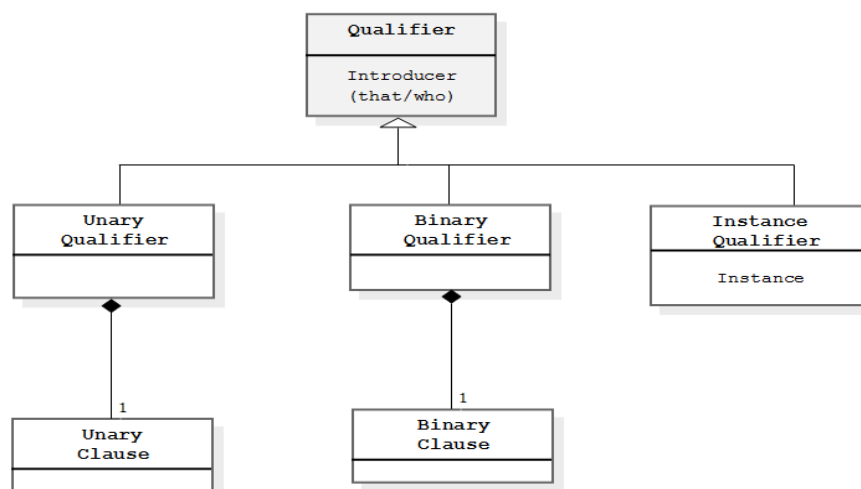 Qualifier
Introducer
(that/who)
Unary
Qualifier
Binary
Qualifier
Instance
Qualifier
Instance
1
1
Unary
Clause
Binary
Clause